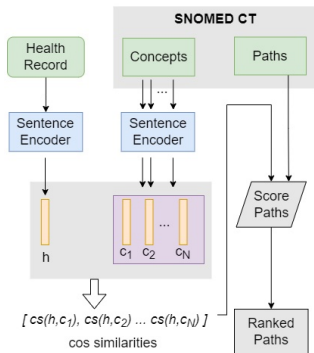 SNOMED CT
Health
Record
Concepts
Paths
...
Sentence
Encoder
Sentence
Encoder
h
c1 c2 ... cN
Score
Paths
[ cs(h,c1), cs(h,c2) ... cs(h,cN) ]
cos similarities
Ranked
Paths